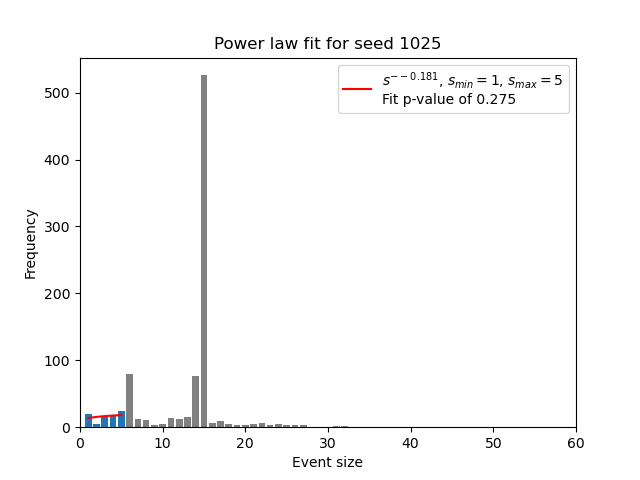 Power law fit for seed 1025
s^{--0.181}, s_{min} = 1, s_{max} = 5
Fit p-value of 0.275
Frequency
500
400
300
200
100
0
0 10 20 30 40 50 60
Event size